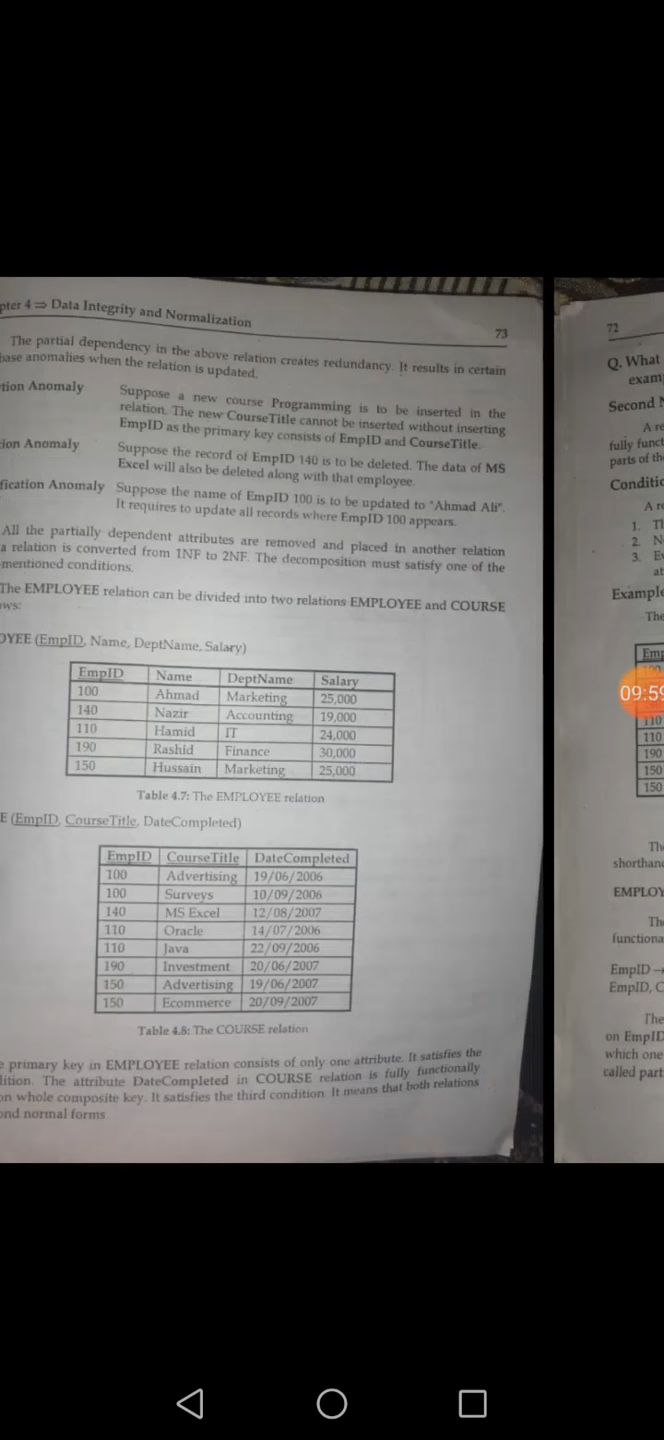 pter 4 ⇒ Data Integrity and Normalization
73
The partial dependency in the above relation creates redundancy. It results in certain
base anomalies when the relation is updated.
tion Anomaly Suppose a new course Programming is to be inserted in the
relation. The new CourseTitle cannot be inserted without inserting
EmpID as the primary key consists of EmpID and CourseTitle.
ion Anomaly Suppose the record of EmpID 140 is to be deleted. The data of MS
Excel will also be deleted along with that employee.
fication Anomaly Suppose the name of EmpID 100 is to be updated to "Ahmad Ali".
It requires to update all records where EmpID 100 appears.
All the partially dependent attributes are removed and placed in another relation
a relation is converted from 1NF to 2NF. The decomposition must satisfy one of the
-mentioned conditions.
The EMPLOYEE relation can be divided into two relations EMPLOYEE and COURSE
ws:
OYEE (EmpID, Name, DeptName, Salary)
EmpID Name DeptName Salary
100 Ahmad Marketing 25,000
140 Nazir Accounting 19,000
110 Hamid IT 24,000
190 Rashid Finance 30,000
150 Hussain Marketing 25,000
Table 4.7: The EMPLOYEE relation
E (EmpID, CourseTitle, DateCompleted)
EmpID CourseTitle DateCompleted
100 Advertising 19/06/2006
100 Surveys 10/09/2006
140 MS Excel 12/08/2007
110 Oracle 14/07/2006
110 Java 22/09/2006
190 Investment 20/06/2007
150 Advertising 19/06/2007
150 Ecommerce 20/09/2007
Table 4.8: The COURSE relation
e primary key in EMPLOYEE relation consists of only one attribute. It satisfies the
dition. The attribute DateCompleted in COURSE relation is fully functionally
on whole composite key. It satisfies the third condition. It means that both relations
ond normal forms.
72
Q. What
examp
Second N
A re
fully funct
parts of the
Conditio
A re
1. Th
2. N
3. Ev
at
Example
The
Emp
09:59
110
110
190
150
150
The
shorthand
EMPLOY
The
functiona
EmpID →
EmpID, C
The
on EmpID
which one
called part